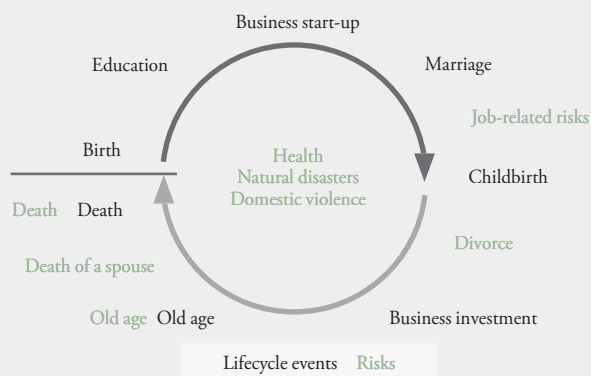 Business start-up
Education
Marriage
Job-related risks
Birth
Health
Natural disasters
Domestic violence
Childbirth
Death Death
Divorce
Death of a spouse
Old age Old age
Business investment
Lifecycle events Risks